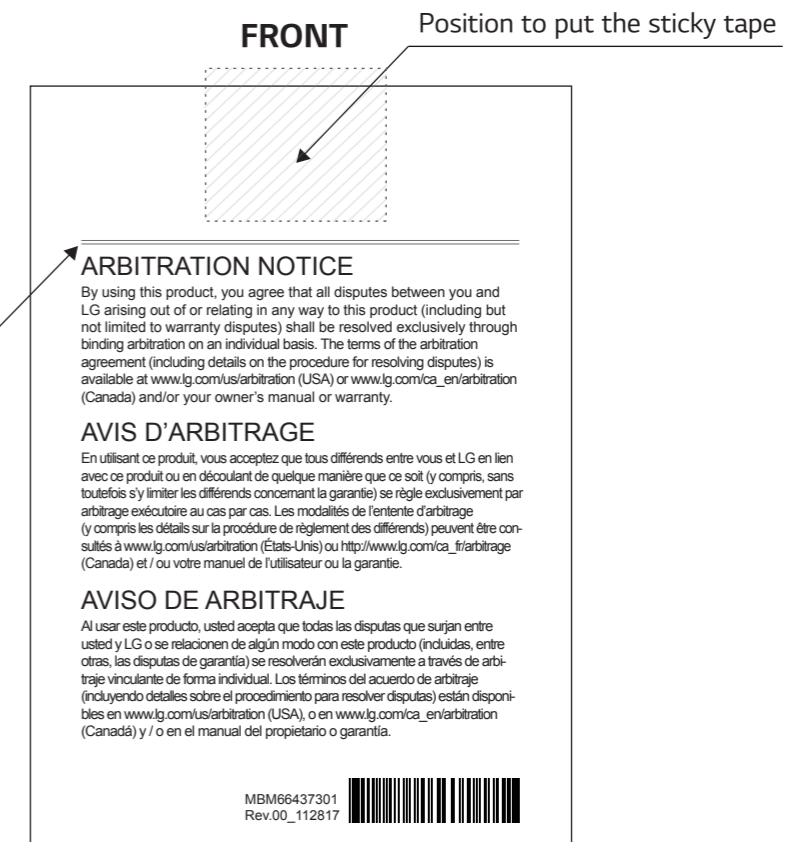 FRONT
Position to put the sticky tape
ARBITRATION NOTICE
By using this product, you agree that all disputes between you and
LG arising out of or relating in any way to this product (including but
not limited to warranty disputes) shall be resolved exclusively through
binding arbitration on an individual basis. The terms of the arbitration
agreement (including details on the procedure for resolving disputes) is
available at www.lg.com/us/arbitration (USA) or www.lg.com/ca_en/arbitration
(Canada) and/or your owner's manual or warranty.
AVIS D'ARBITRAGE
En utilisant ce produit, vous acceptez que tous différends entre vous et LG en lien
avec ce produit ou en découlant de quelque manière que ce soit (y compris, sans
toutefois s'y limiter les différends concernant la garantie) se règle exclusivement par
arbitrage exécutoire au cas par cas. Les modalités de l'entente d'arbitrage
(y compris les détails sur la procédure de règlement des différends) peuvent être con-
sultés à www.lg.com/us/arbitration (États-Unis) ou http://www.lg.com/ca_fr/arbitrage
(Canada) et / ou votre manuel de l'utilisateur ou la garantie.
AVISO DE ARBITRAJE
Al usar este producto, usted acepta que todas las disputas que surjan entre
usted y LG o se relacionen de algún modo con este producto (incluidas, entre
otras, las disputas de garantía) se resolverán exclusivamente a través de arbi-
traje vinculante de forma individual. Los términos del acuerdo de arbitraje
(incluyendo detalles sobre el procedimiento para resolver disputas) están disponi-
bles en www.lg.com/us/arbitration (USA), o en www.lg.com/ca_en/arbitration
(Canadá) y / o en el manual del propietario o garantía.
MBM66437301
Rev.00_112817